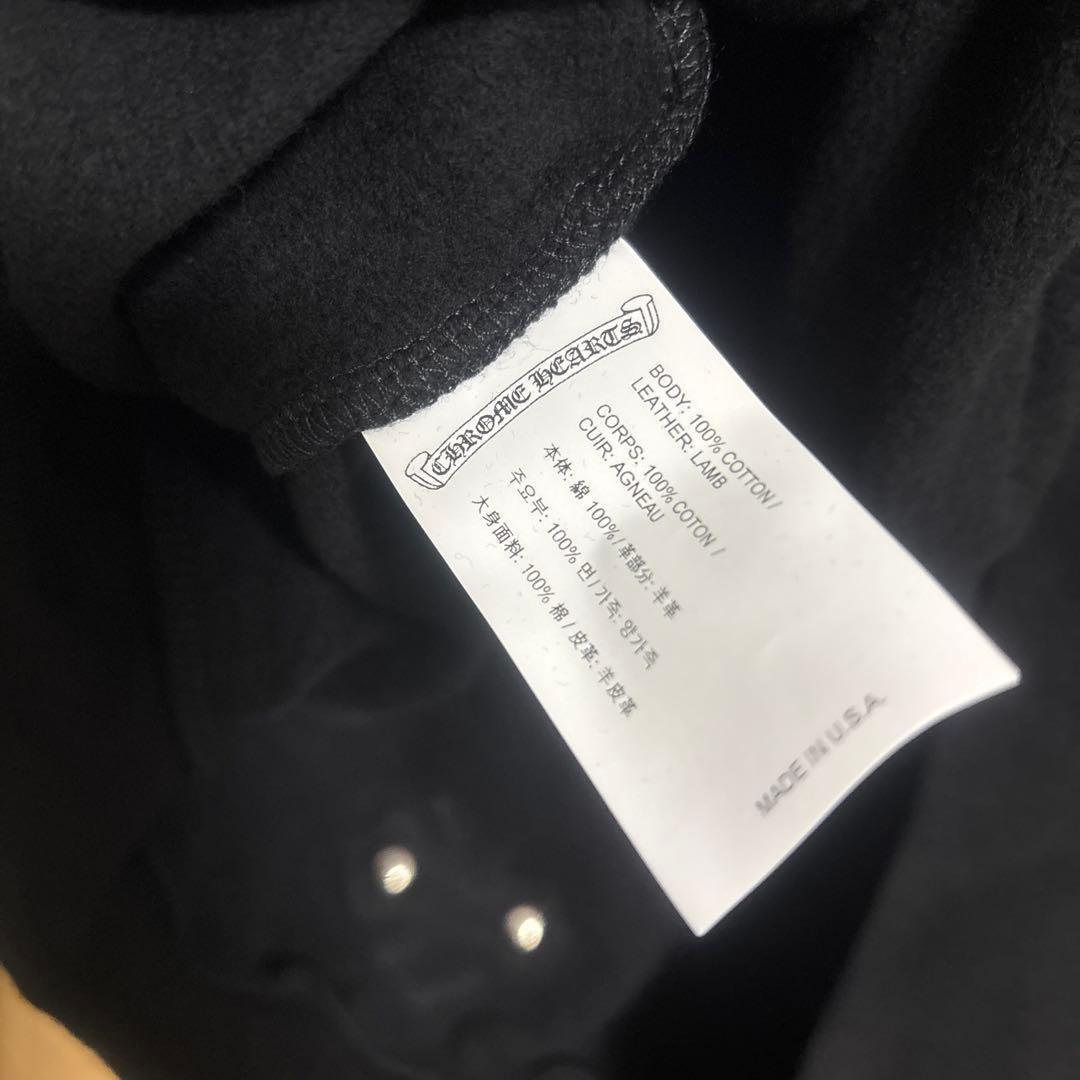 CHROME HEARTS
BODY: 100% COTTON /
LEATHER: LAMB
CORPS: 100% COTON /
CUIR: AGNEAU
本体: 綿 100% / 革部分: 羊革
주요부: 100% 면 / 가죽: 양가죽
大身面料: 100% 棉 / 皮革: 羊皮革
MADE IN U.S.A.